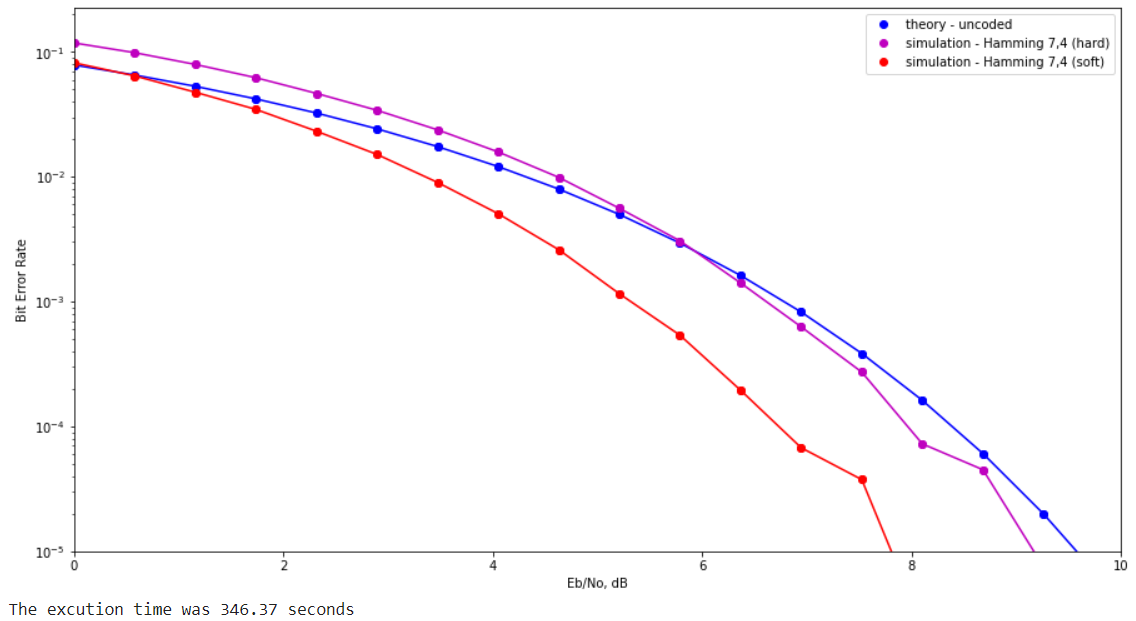 theory - uncoded
simulation - Hamming 7,4 (hard)
simulation - Hamming 7,4 (soft)
10⁻¹
10⁻²
10⁻³
10⁻⁴
10⁻⁵
Bit Error Rate
0 2 4 6 8 10
Eb/No, dB
The excution time was 346.37 seconds